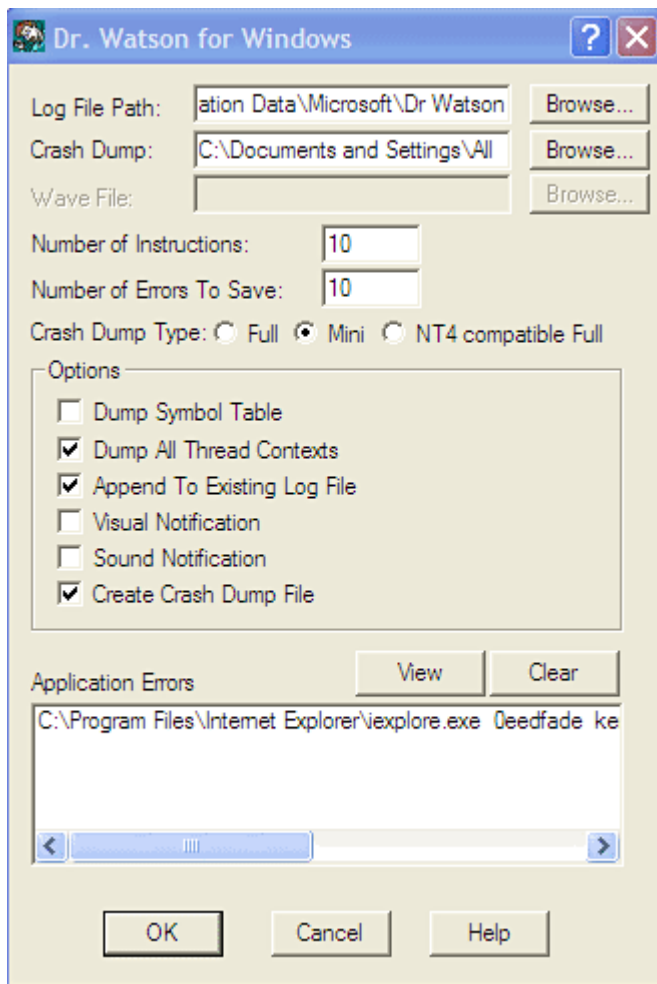 Dr. Watson for Windows
Log File Path: ation Data\Microsoft\Dr Watson Browse...
Crash Dump: C:\Documents and Settings\All Browse...
Wave File: Browse...
Number of Instructions: 10
Number of Errors To Save: 10
Crash Dump Type: Full Mini NT4 compatible Full
Options
Dump Symbol Table
Dump All Thread Contexts
Append To Existing Log File
Visual Notification
Sound Notification
Create Crash Dump File
Application Errors View Clear
C:\Program Files\Internet Explorer\iexplore.exe 0eedfade ke
OK Cancel Help